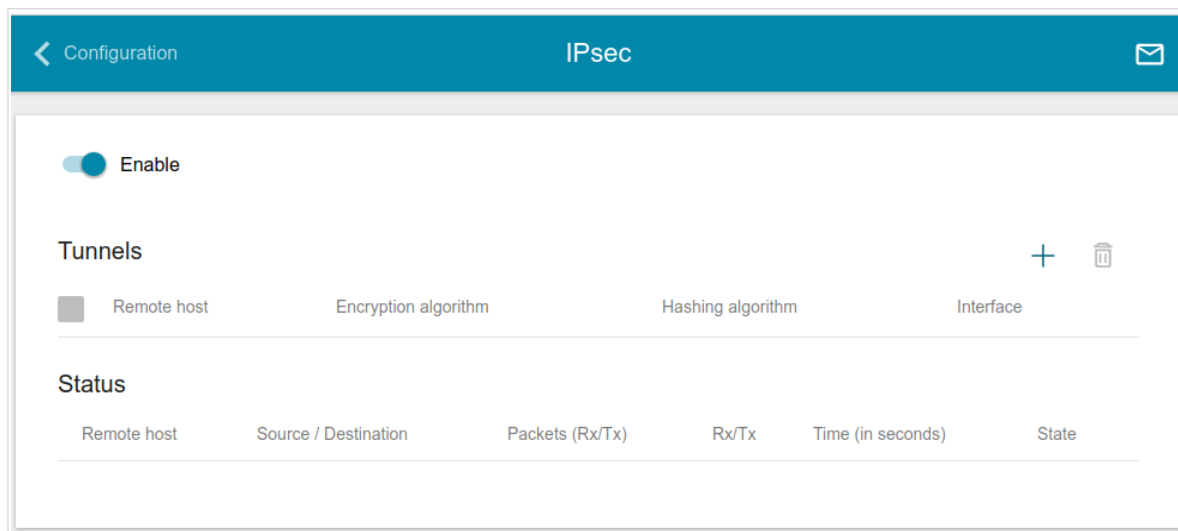 Configuration IPsec
Enable
Tunnels
Remote host Encryption algorithm Hashing algorithm Interface
Status
Remote host Source / Destination Packets (Rx/Tx) Rx/Tx Time (in seconds) State